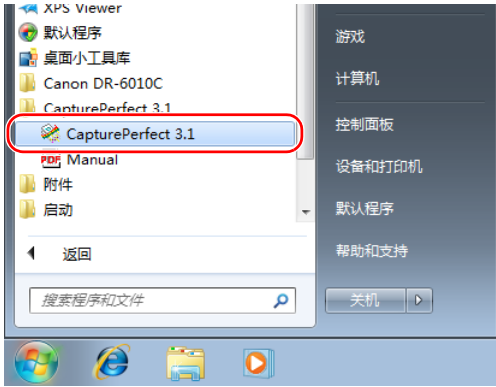 XPS Viewer
默认程序
桌面小工具库
Canon DR-6010C
CapturePerfect 3.1
CapturePerfect 3.1
PDF Manual
附件
启动
返回
搜索程序和文件
游戏
计算机
控制面板
设备和打印机
默认程序
帮助和支持
关机